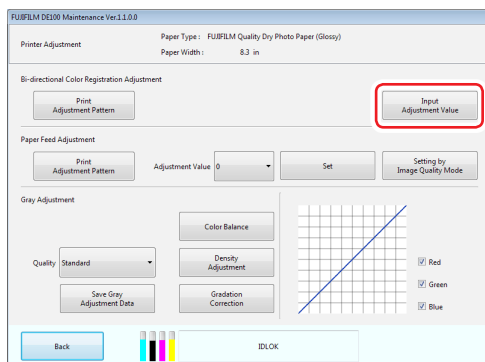 FUJIFILM DE100 Maintenance Ver.1.1.0.0
Printer Adjustment
Paper Type : FUJIFILM Quality Dry Photo Paper (Glossy)
Paper Width : 8.3 in
Bi-directional Color Registration Adjustment
Print
Adjustment Pattern
Input
Adjustment Value
Paper Feed Adjustment
Print
Adjustment Pattern
Adjustment Value 0
Set
Setting by
Image Quality Mode
Gray Adjustment
Color Balance
Quality Standard
Density
Adjustment
Save Gray
Adjustment Data
Gradation
Correction
Red
Green
Blue
Back
IDLOK